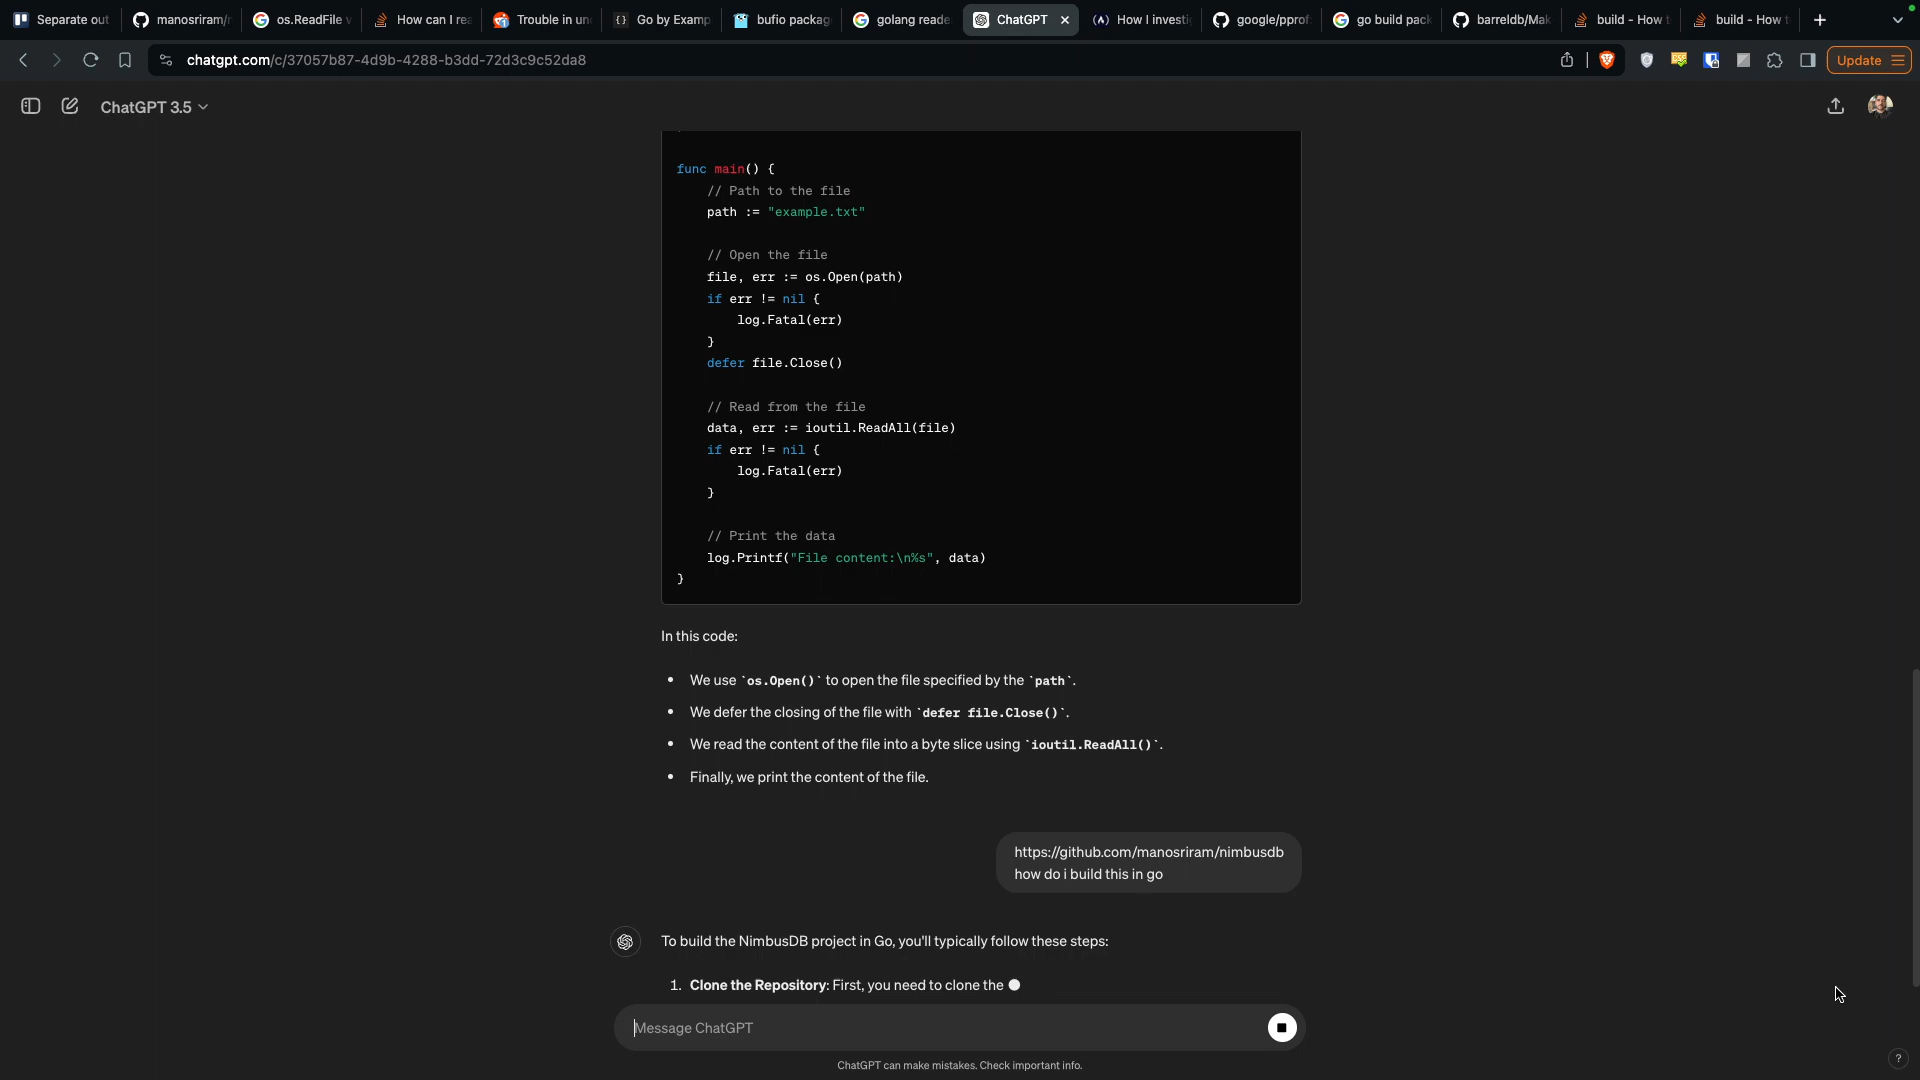 Separate out
manosriram/n
os.ReadFile v
How can I rea
Trouble in un
Go by Examp
bufio packag
golang reade
ChatGPT
How I investi
google/pprof
go build pack
barreldb/Mak
build - How t
build - How t
chatgpt.com/c/37057b87-4d9b-4288-b3dd-72d3c9c52da8
Update
ChatGPT 3.5
func main() {
// Path to the file
path := "example.txt"
// Open the file
file, err := os.Open(path)
if err != nil {
log.Fatal(err)
}
defer file.Close()
// Read from the file
data, err := ioutil.ReadAll(file)
if err != nil {
log.Fatal(err)
}
// Print the data
log.Printf("File content:\n%s", data)
}
In this code:
• We use `os.Open()` to open the file specified by the `path`.
• We defer the closing of the file with `defer file.Close()`.
• We read the content of the file into a byte slice using `ioutil.ReadAll()`.
• Finally, we print the content of the file.
https://github.com/manosriram/nimbusdb
how do i build this in go
To build the NimbusDB project in Go, you'll typically follow these steps:
1. Clone the Repository: First, you need to clone the
Message ChatGPT
ChatGPT can make mistakes. Check important info.
?